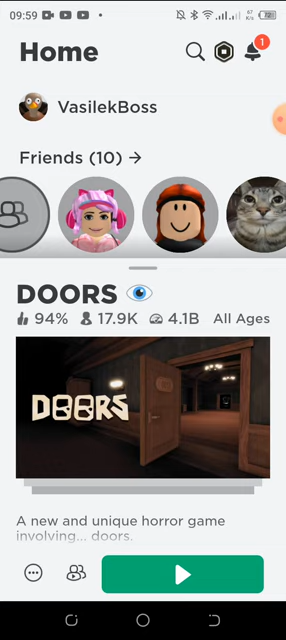 09:59
Home
1
VasilekBoss
Friends (10) →
DOORS 👁
94% 17.9K 4.1B All Ages
DOORS
A new and unique horror game
involving... doors.